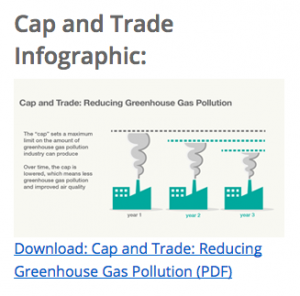 Cap and Trade
Infographic:
Cap and Trade: Reducing Greenhouse Gas Pollution
The "cap" sets a maximum
limit on the amount of
greenhouse gas pollution
industry can produce
Over time, the cap is
lowered, which means less
greenhouse gas pollution
and improved air quality
year 1
year 2
year 3
Download: Cap and Trade: Reducing
Greenhouse Gas Pollution (PDF)